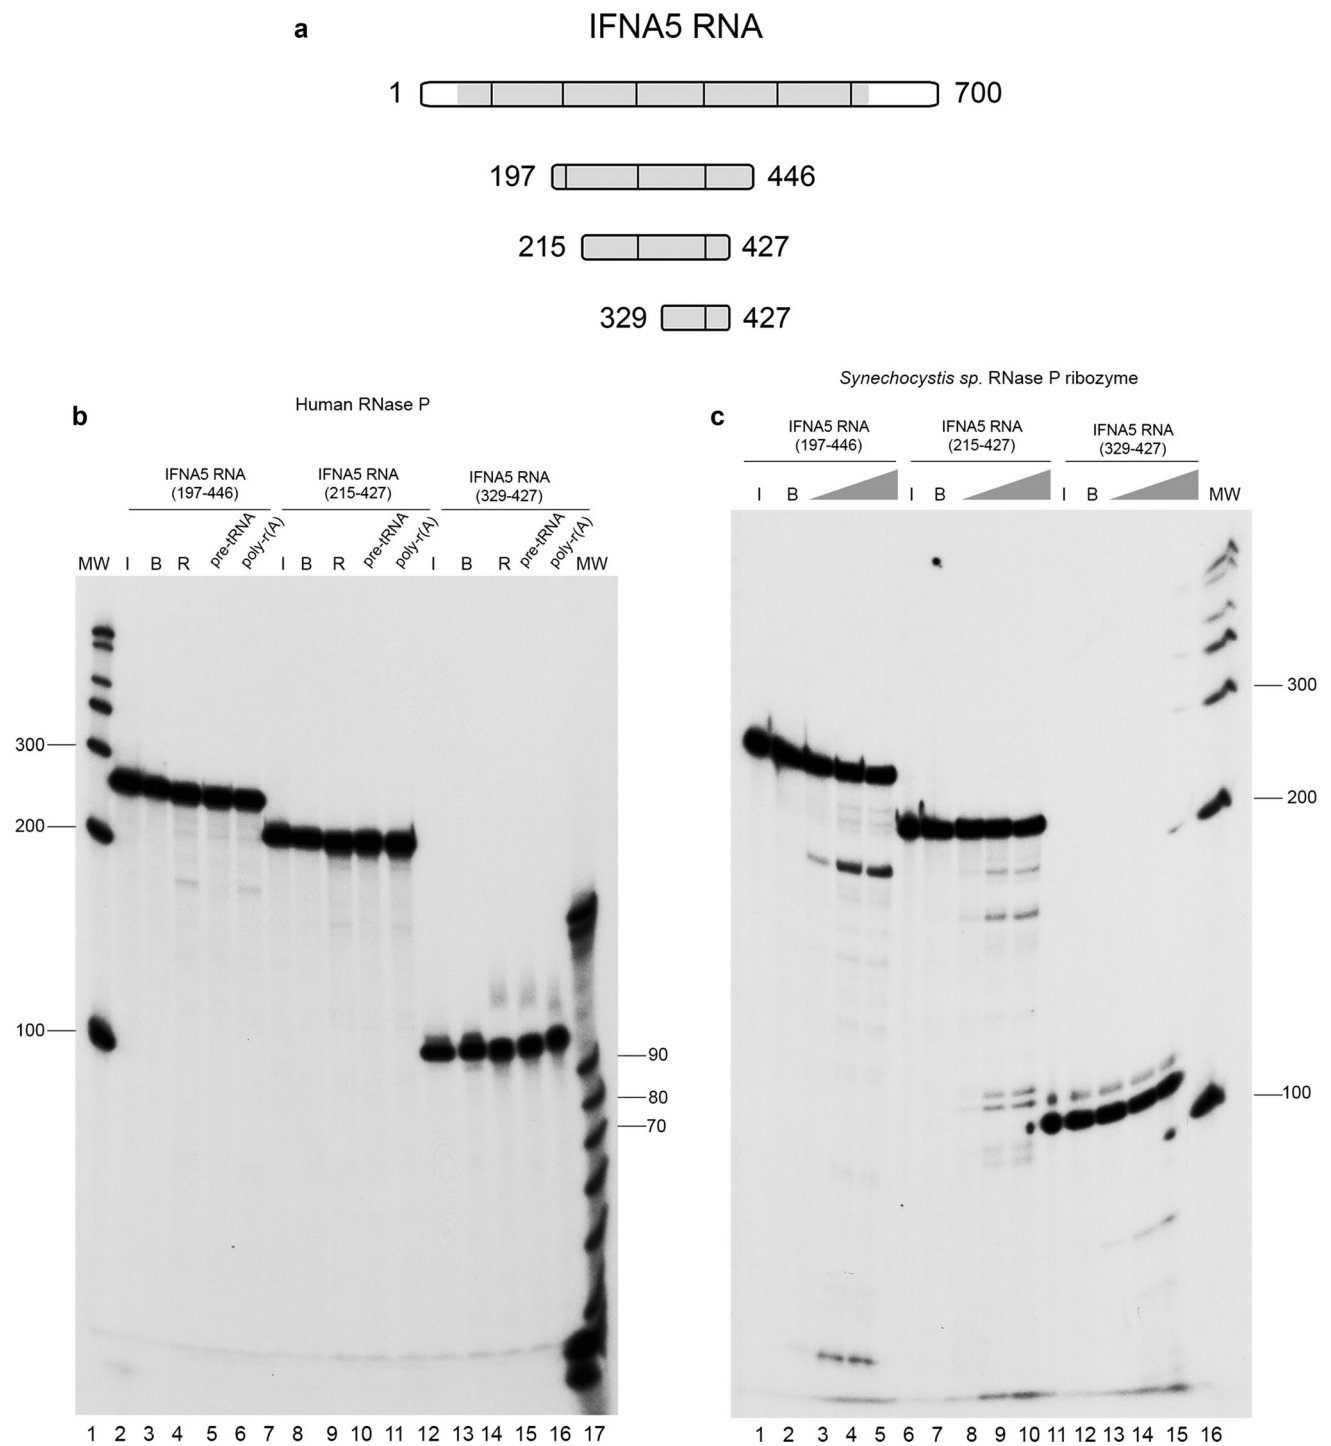 a
IFNA5 RNA
1 700
197 446
215 427
329 427
b
Human RNase P
IFNA5 RNA
(197-446)
IFNA5 RNA
(215-427)
IFNA5 RNA
(329-427)
MW I B R pre-tRNA poly-r(A) I B R pre-tRNA poly-r(A) I B R pre-tRNA poly-r(A) MW
300
200
100
90
80
70
1 2 3 4 5 6 7 8 9 10 11 12 13 14 15 16 17
c
Synechocystis sp. RNase P ribozyme
IFNA5 RNA
(197-446)
IFNA5 RNA
(215-427)
IFNA5 RNA
(329-427)
I B I B I B MW
300
200
100
1 2 3 4 5 6 7 8 9 10 11 12 13 14 15 16